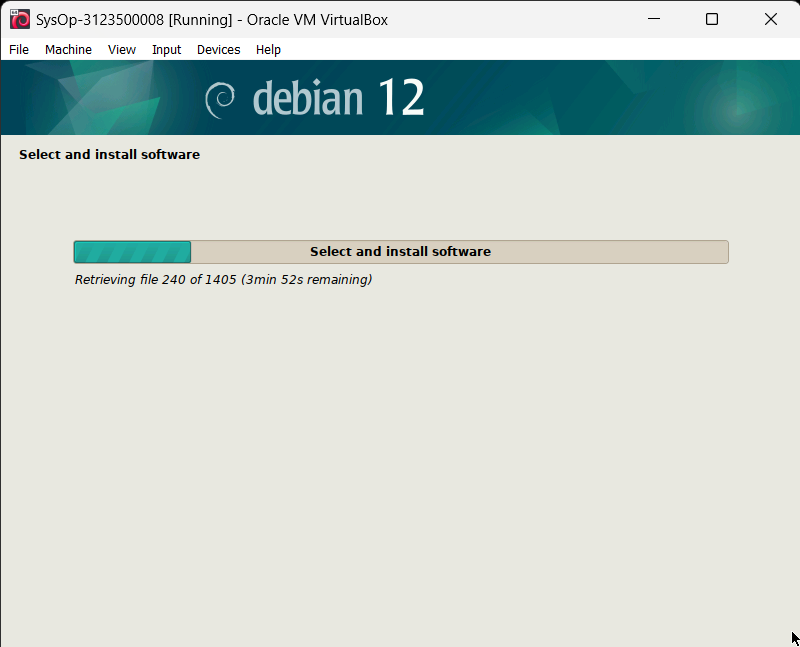 SysOp-3123500008 [Running] - Oracle VM VirtualBox
File Machine View Input Devices Help
debian 12
Select and install software
Select and install software
Retrieving file 240 of 1405 (3min 52s remaining)